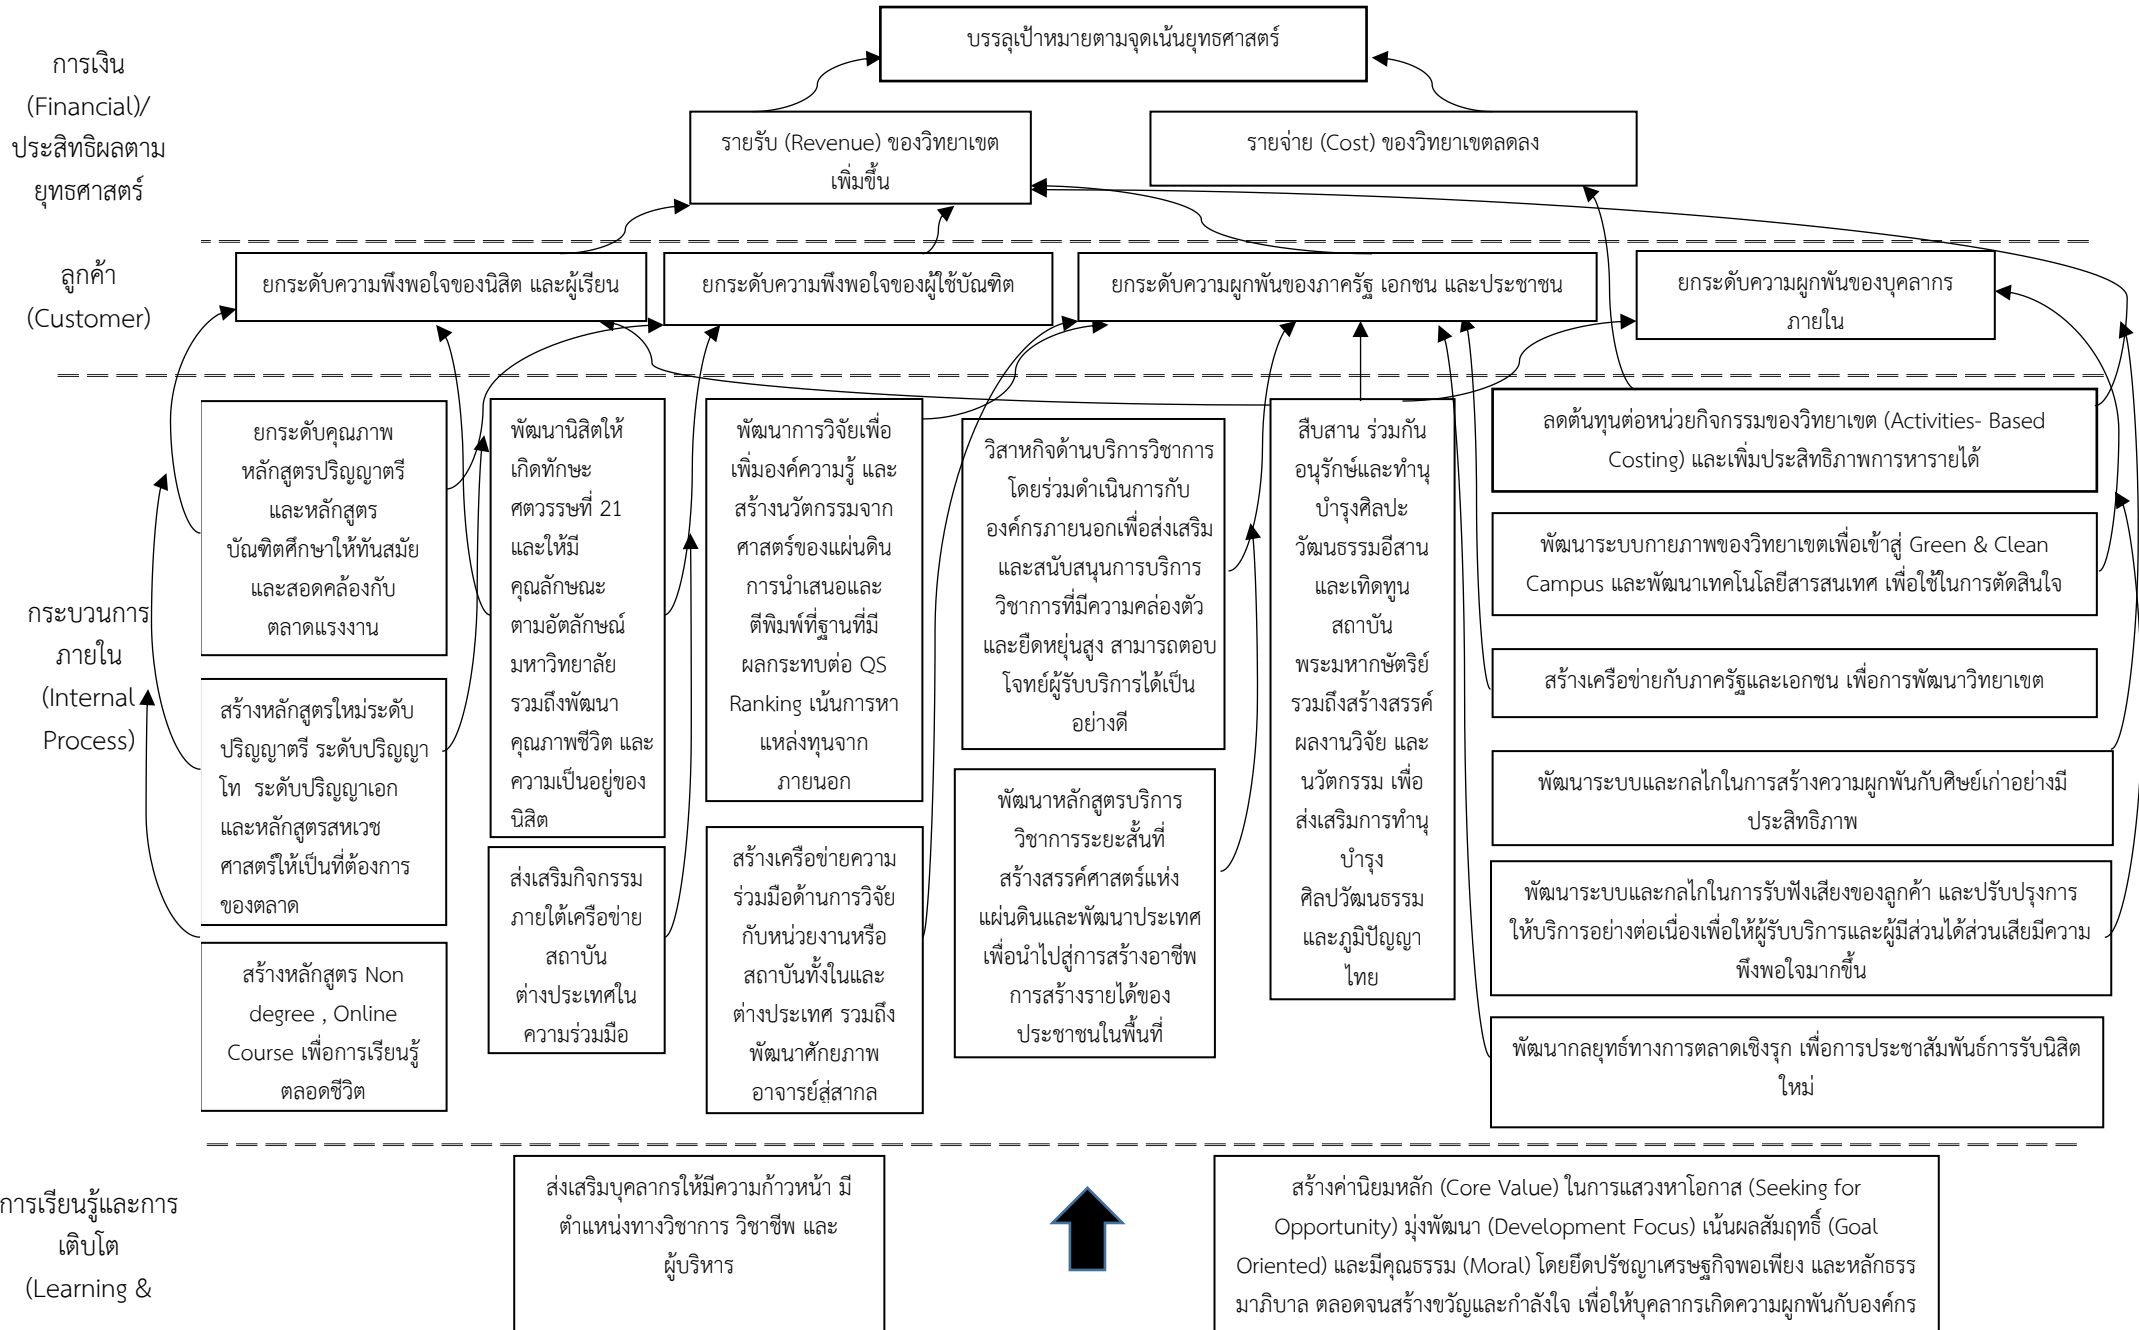 บรรลุเป้าหมายตามจุดเน้นยุทธศาสตร์
การเงิน
(Financial)/
ประสิทธิผลตาม
ยุทธศาสตร์
รายรับ (Revenue) ของวิทยาเขต
เพิ่มขึ้น
รายจ่าย (Cost) ของวิทยาเขตลดลง
ลูกค้า
(Customer)
ยกระดับความพึงพอใจของนิสิต และผู้เรียน
ยกระดับความพึงพอใจของผู้ใช้บัณฑิต
ยกระดับความผูกพันของภาครัฐ เอกชน และประชาชน
ยกระดับความผูกพันของบุคลากร
ภายใน
กระบวนการ
ภายใน
(Internal
Process)
ยกระดับคุณภาพ
หลักสูตรปริญญาตรี
และหลักสูตร
บัณฑิตศึกษาให้ทันสมัย
และสอดคล้องกับ
ตลาดแรงงาน
สร้างหลักสูตรใหม่ระดับ
ปริญญาตรี ระดับปริญญา
โท ระดับปริญญาเอก
และหลักสูตรสหเวช
ศาสตร์ให้เป็นที่ต้องการ
ของตลาด
สร้างหลักสูตร Non
degree , Online
Course เพื่อการเรียนรู้
ตลอดชีวิต
พัฒนานิสิตให้
เกิดทักษะ
ศตวรรษที่ 21
และให้มี
คุณลักษณะ
ตามอัตลักษณ์
มหาวิทยาลัย
รวมถึงพัฒนา
คุณภาพชีวิต และ
ความเป็นอยู่ของ
นิสิต
ส่งเสริมกิจกรรม
ภายใต้เครือข่าย
สถาบัน
ต่างประเทศใน
ความร่วมมือ
พัฒนาการวิจัยเพื่อ
เพิ่มองค์ความรู้ และ
สร้างนวัตกรรมจาก
ศาสตร์ของแผ่นดิน
การนำเสนอและ
ตีพิมพ์ที่ฐานที่มี
ผลกระทบต่อ QS
Ranking เน้นการหา
แหล่งทุนจาก
ภายนอก
สร้างเครือข่ายความ
ร่วมมือด้านการวิจัย
กับหน่วยงานหรือ
สถาบันทั้งในและ
ต่างประเทศ รวมถึง
พัฒนาศักยภาพ
อาจารย์สู่สากล
วิสาหกิจด้านบริการวิชาการ
โดยร่วมดำเนินการกับ
องค์กรภายนอกเพื่อส่งเสริม
และสนับสนุนการบริการ
วิชาการที่มีความคล่องตัว
และยืดหยุ่นสูง สามารถตอบ
โจทย์ผู้รับบริการได้เป็น
อย่างดี
พัฒนาหลักสูตรบริการ
วิชาการระยะสั้นที่
สร้างสรรค์ศาสตร์แห่ง
แผ่นดินและพัฒนาประเทศ
เพื่อนำไปสู่การสร้างอาชีพ
การสร้างรายได้ของ
ประชาชนในพื้นที่
สืบสาน ร่วมกัน
อนุรักษ์และทำนุ
บำรุงศิลปะ
วัฒนธรรมอีสาน
และเทิดทูน
สถาบัน
พระมหากษัตริย์
รวมถึงสร้างสรรค์
ผลงานวิจัย และ
นวัตกรรม เพื่อ
ส่งเสริมการทำนุ
บำรุง
ศิลปวัฒนธรรม
และภูมิปัญญา
ไทย
ลดต้นทุนต่อหน่วยกิจกรรมของวิทยาเขต (Activities- Based
Costing) และเพิ่มประสิทธิภาพการหารายได้
พัฒนาระบบกายภาพของวิทยาเขตเพื่อเข้าสู่ Green & Clean
Campus และพัฒนาเทคโนโลยีสารสนเทศ เพื่อใช้ในการตัดสินใจ
สร้างเครือข่ายกับภาครัฐและเอกชน เพื่อการพัฒนาวิทยาเขต
พัฒนาระบบและกลไกในการสร้างความผูกพันกับศิษย์เก่าอย่างมี
ประสิทธิภาพ
พัฒนาระบบและกลไกในการรับฟังเสียงของลูกค้า และปรับปรุงการ
ให้บริการอย่างต่อเนื่องเพื่อให้ผู้รับบริการและผู้มีส่วนได้ส่วนเสียมีความ
พึงพอใจมากขึ้น
พัฒนากลยุทธ์ทางการตลาดเชิงรุก เพื่อการประชาสัมพันธ์การรับนิสิต
ใหม่
การเรียนรู้และการ
เติบโต
(Learning &
ส่งเสริมบุคลากรให้มีความก้าวหน้า มี
ตำแหน่งทางวิชาการ วิชาชีพ และ
ผู้บริหาร
สร้างค่านิยมหลัก (Core Value) ในการแสวงหาโอกาส (Seeking for
Opportunity) มุ่งพัฒนา (Development Focus) เน้นผลสัมฤทธิ์ (Goal
Oriented) และมีคุณธรรม (Moral) โดยยึดปรัชญาเศรษฐกิจพอเพียง และหลักธรร
มาภิบาล ตลอดจนสร้างขวัญและกำลังใจ เพื่อให้บุคลากรเกิดความผูกพันกับองค์กร